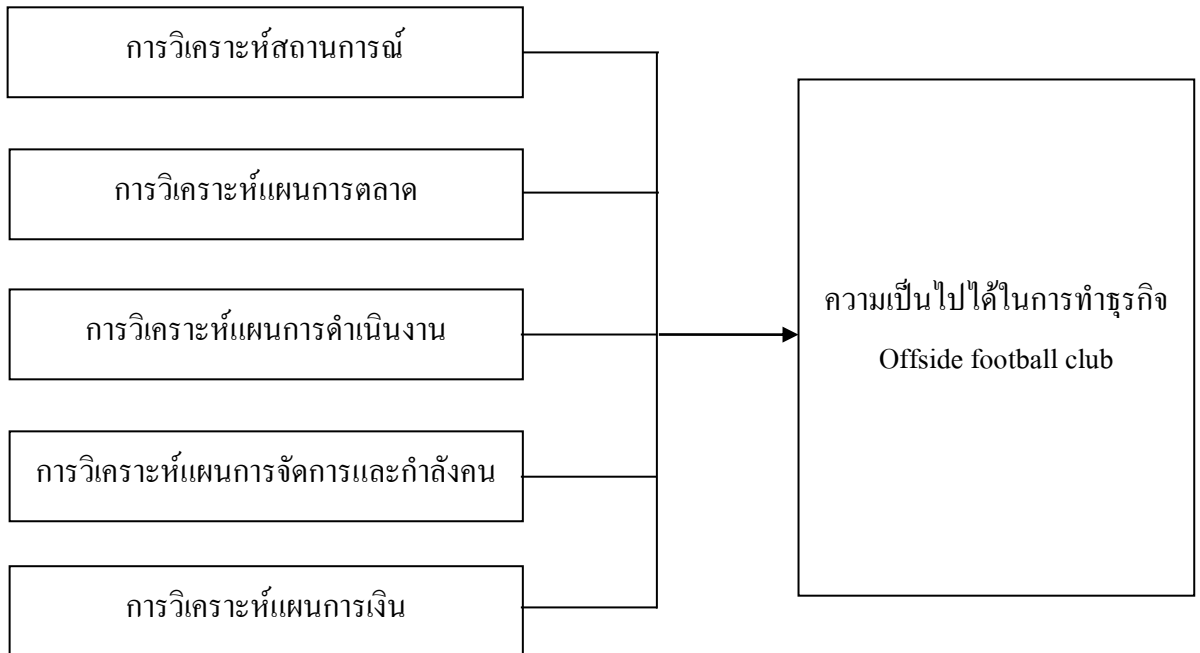 การวิเคราะห์สถานการณ์
การวิเคราะห์แผนการตลาด
การวิเคราะห์แผนการดำเนินงาน
การวิเคราะห์แผนการจัดการและกำลังคน
การวิเคราะห์แผนการเงิน
ความเป็นไปได้ในการทำธุรกิจ
Offside football club